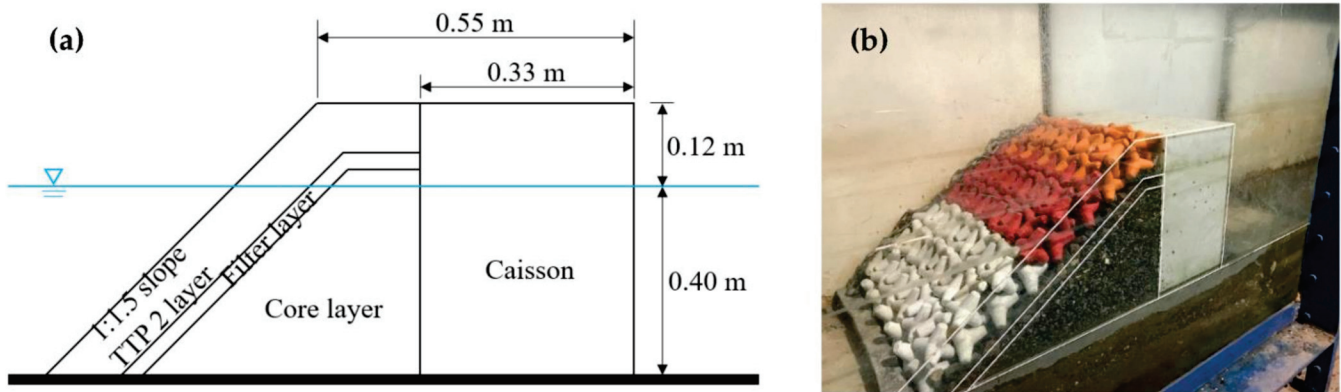 (a)
0.55 m
0.33 m
0.12 m
1:1.5 slope
TTP 2 layer
Filter layer
Core layer
Caisson
0.40 m
(b)